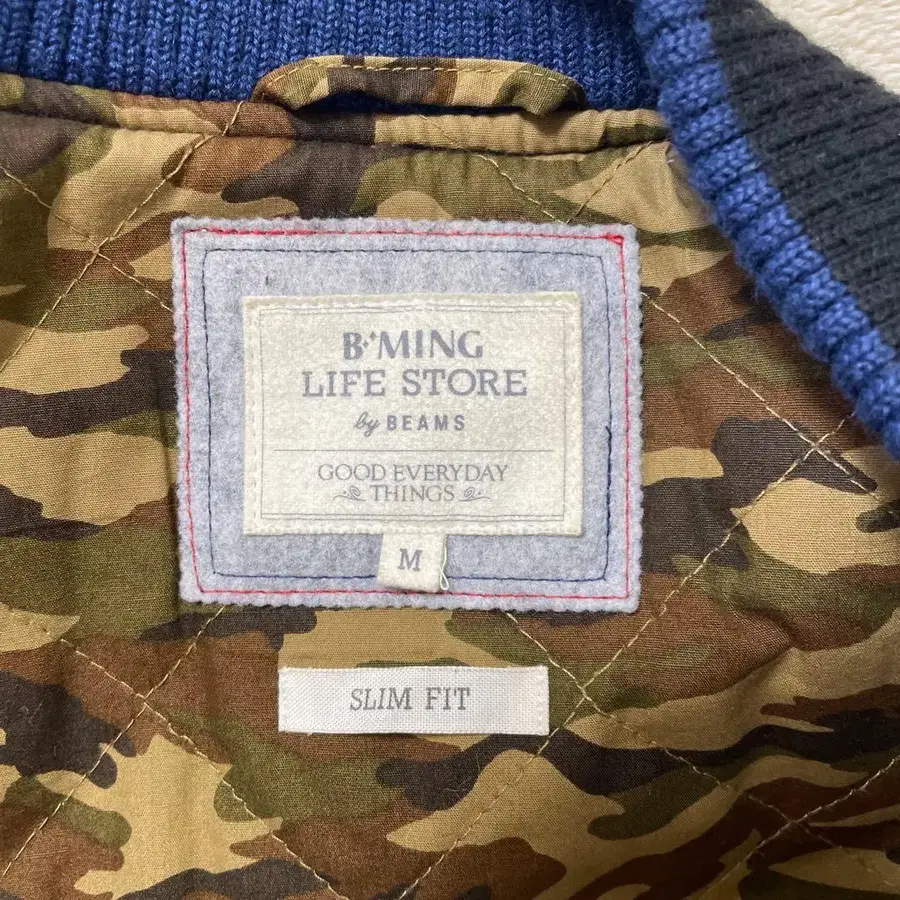 B:MING
LIFE STORE
by BEAMS
GOOD EVERYDAY
THINGS
M
SLIM FIT